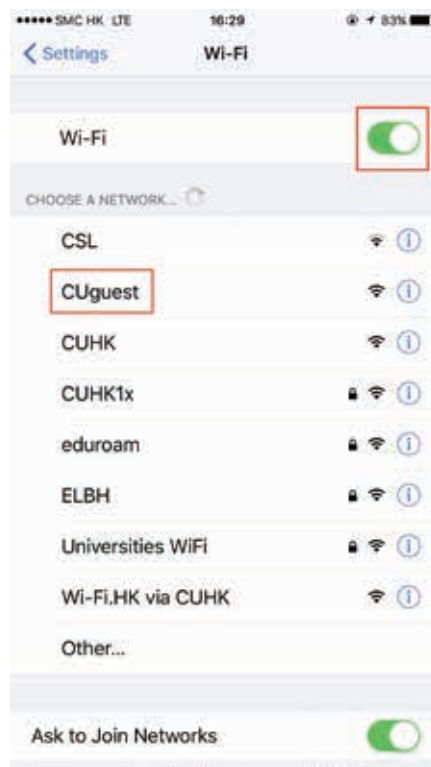 SMC HK LTE 16:29 83%
Settings Wi-Fi
Wi-Fi
CHOOSE A NETWORK...
CSL
CUguest
CUHK
CUHK1x
eduroam
ELBH
Universities WiFi
Wi-Fi.HK via CUHK
Other...
Ask to Join Networks